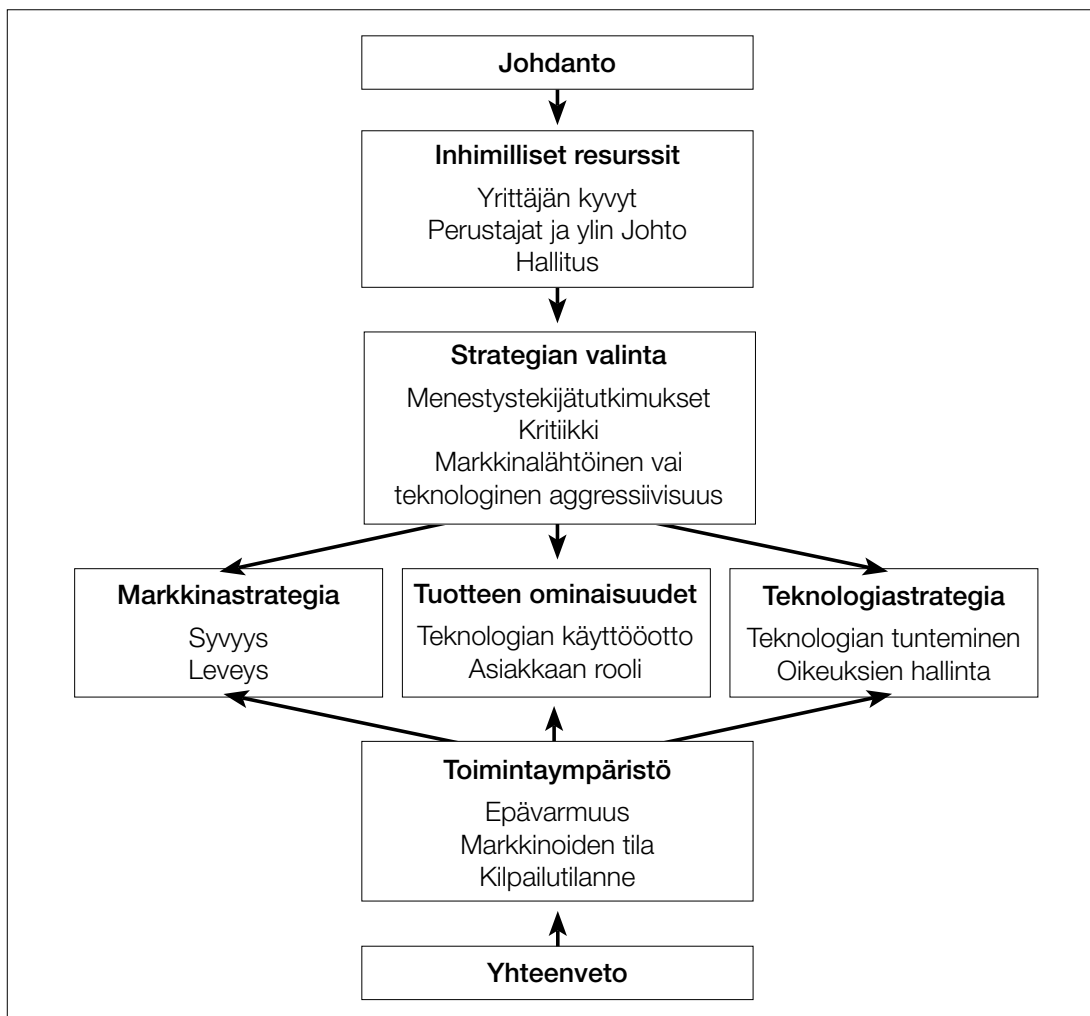 Johdanto
Inhimilliset resurssit
Yrittäjän kyvyt
Perustajat ja ylin Johto
Hallitus
Strategian valinta
Menestystekijätutkimukset
Kritiikki
Markkinalähtöinen vai
teknologinen aggressiivisuus
Markkinastrategia
Syvyys
Leveys
Tuotteen ominaisuudet
Teknologian käyttööotto
Asiakkaan rooli
Teknologiastrategia
Teknologian tunteminen
Oikeuksien hallinta
Toimintaympäristö
Epävarmuus
Markkinoiden tila
Kilpailutilanne
Yhteenveto